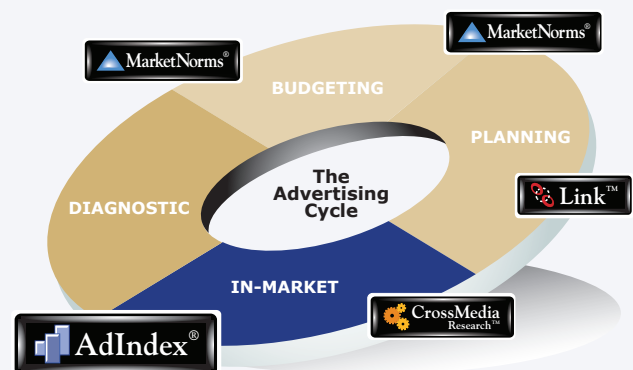 MarketNorms®
MarketNorms®
BUDGETING
PLANNING
The
Advertising
Cycle
DIAGNOSTIC
Link™
IN-MARKET
CrossMedia
Research™
AdIndex®